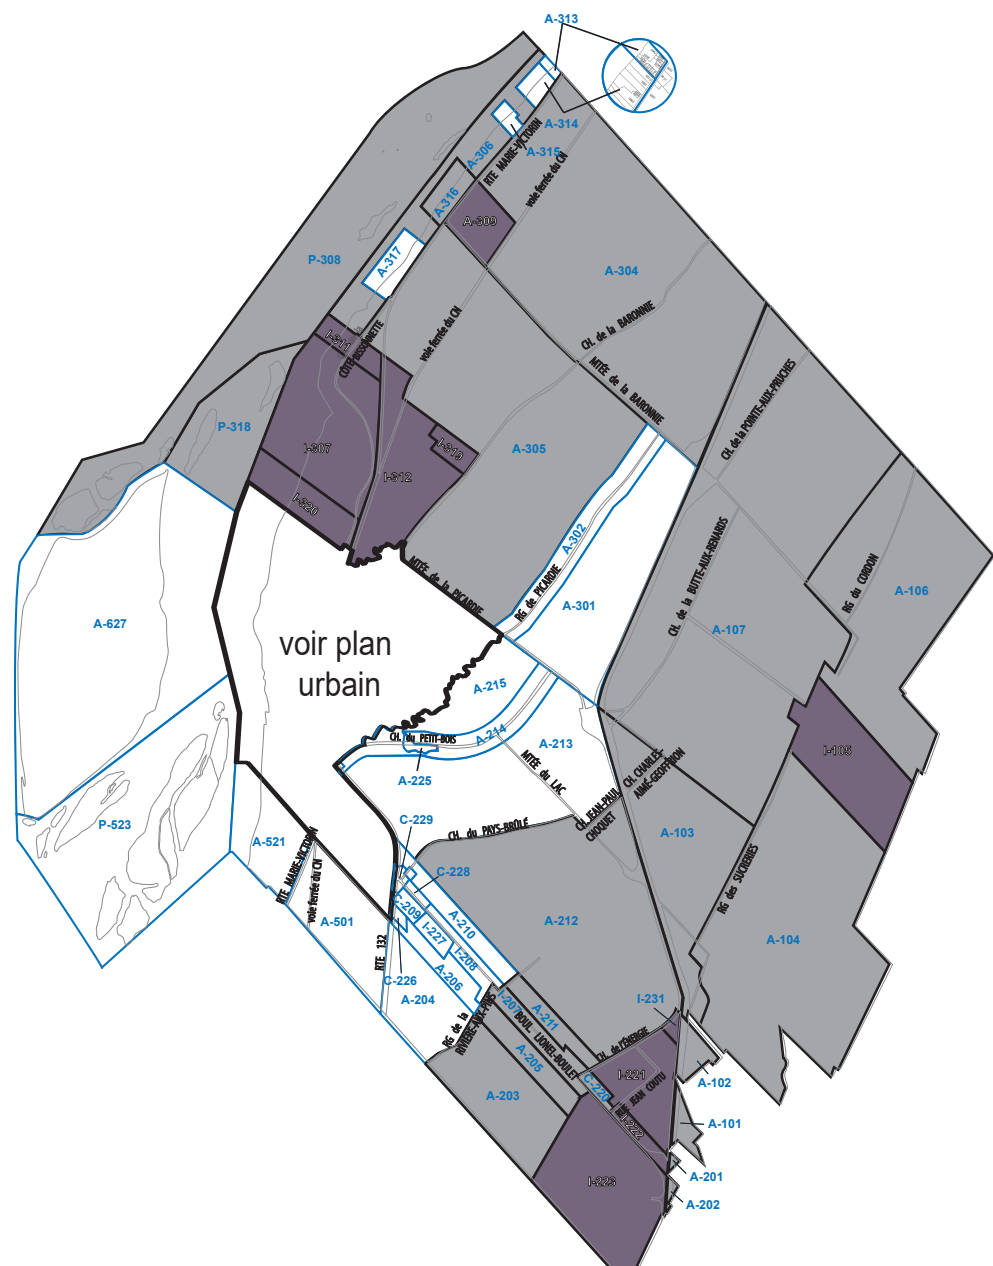 A-313
A-314
A-315
A-306
RTE MARIE-VICTORIN
voie ferrée du CN
A-316
A-309
A-317
P-308
A-304
I-311
CÔTE BISSONNETTE
voie ferrée du CN
CH. de la BARONNIE
MTÉE de la BARONNIE
CH. de la POINTE-AUX-PRUCHES
P-318
I-307
I-319
I-312
A-305
I-320
A-302
MTÉE de la PICARDIE
RG de PICARDIE
A-301
CH. de la BUTTE-AUX-RENARDS
RG du CORDON
A-106
A-107
A-627
voir plan
urbain
A-215
A-214
CH. du PETIT-BOIS
A-225
A-213
MTÉE du LAC
CH. CHARLES-
AIMÉ-GEOFFRION
CH. JEAN-PAUL
CHOQUET
I-105
C-229
CH. du PAYS-BRÛLÉ
P-523
A-521
RTE MARIE-VICTORIN
voie ferrée du CN
C-228
A-103
RG des SUCRERIES
C-209
A-210
I-227
I-208
A-212
A-104
A-501
RTE 132
C-226
A-206
A-204
RG de la
RIVIÈRE-AUX-PINS
I-207
A-211
BOUL. LIONEL-BOULET
I-231
CH. de l'ÉNERGIE
A-205
A-203
C-220
I-221
RUE JEAN COUTU
I-222
A-102
A-101
A-201
A-202
I-223